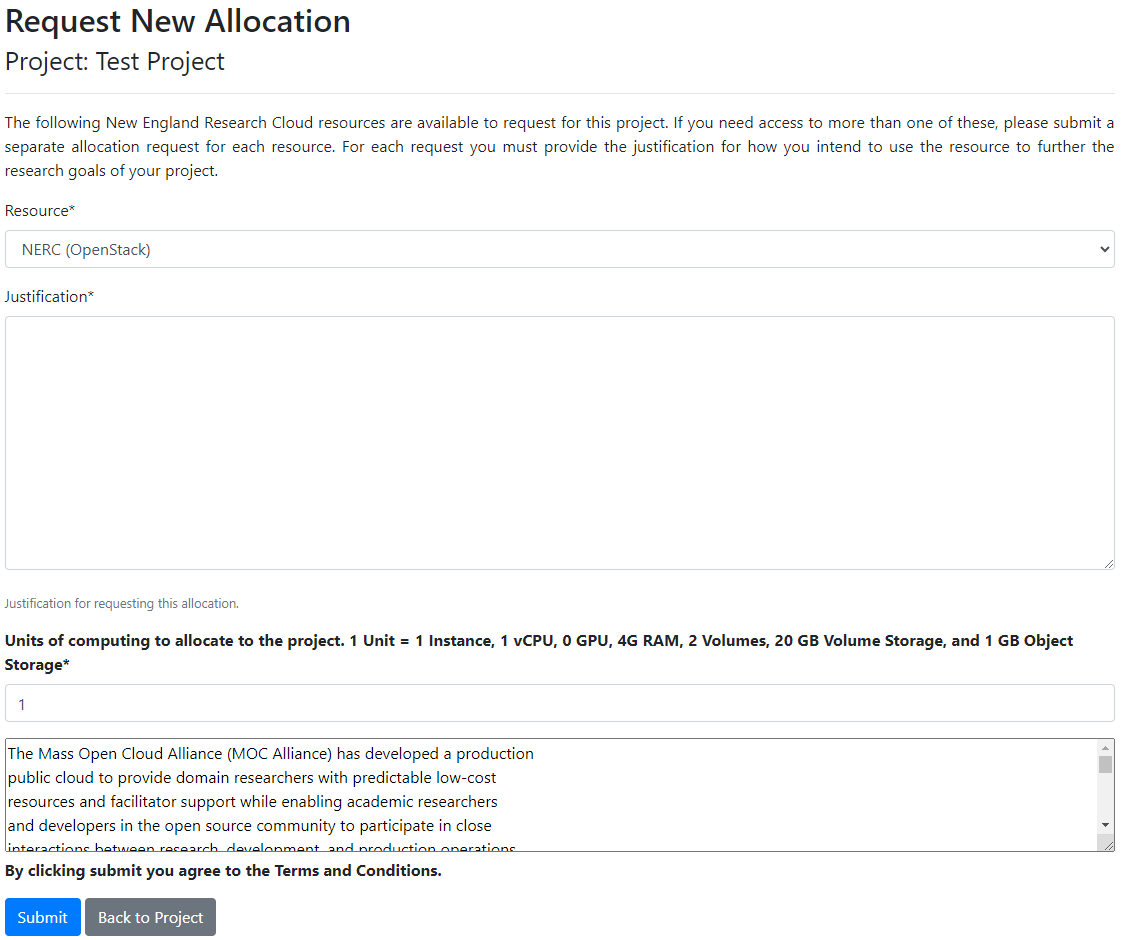 Request New Allocation
Project: Test Project
The following New England Research Cloud resources are available to request for this project. If you need access to more than one of these, please submit a
separate allocation request for each resource. For each request you must provide the justification for how you intend to use the resource to further the
research goals of your project.
Resource*
NERC (OpenStack)
Justification*
Justification for requesting this allocation.
Units of computing to allocate to the project. 1 Unit = 1 Instance, 1 vCPU, 0 GPU, 4G RAM, 2 Volumes, 20 GB Volume Storage, and 1 GB Object
Storage*
1
The Mass Open Cloud Alliance (MOC Alliance) has developed a production
public cloud to provide domain researchers with predictable low-cost
resources and facilitator support while enabling academic researchers
and developers in the open source community to participate in close
interactions between research, development, and production operations
By clicking submit you agree to the Terms and Conditions.
Submit Back to Project